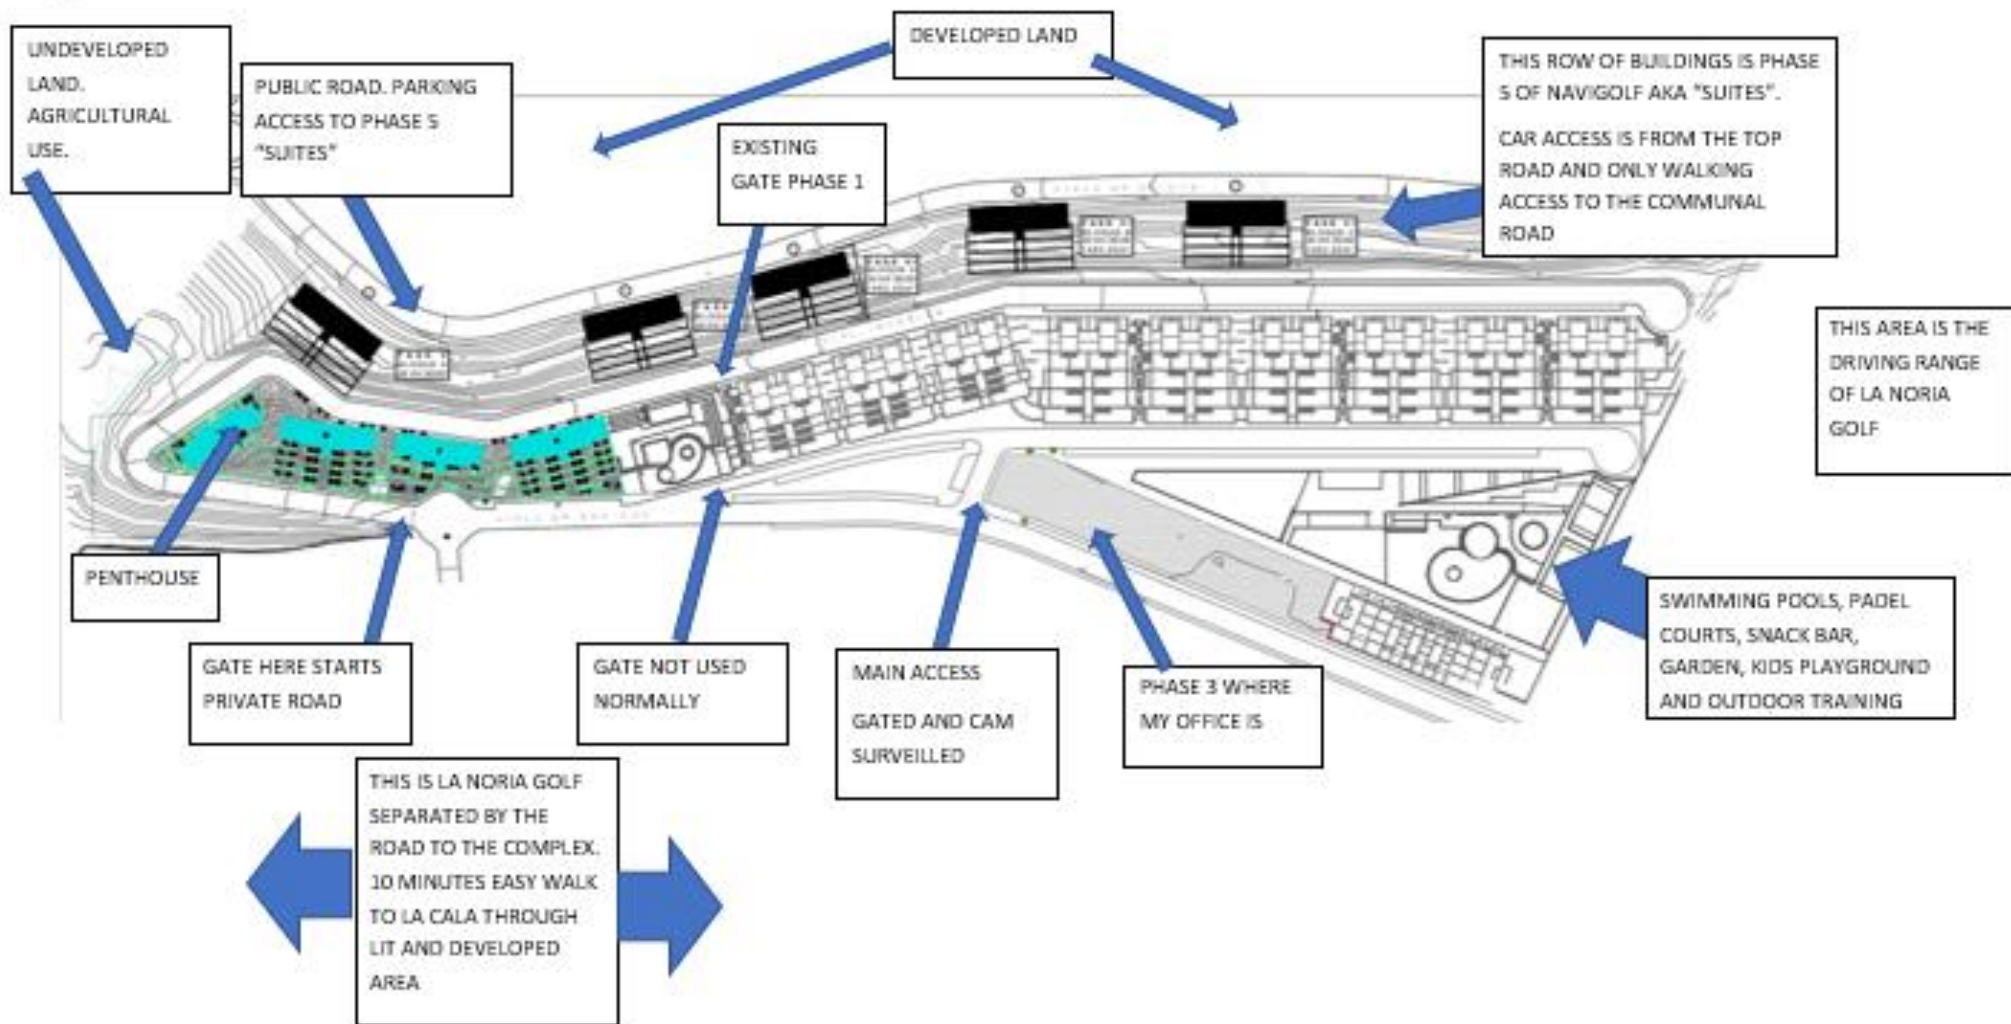 UNDEVELOPED
LAND.
AGRICULTURAL
USE.
PUBLIC ROAD. PARKING
ACCESS TO PHASE 5
"SUITES"
DEVELOPED LAND
EXISTING
GATE PHASE 1
THIS ROW OF BUILDINGS IS PHASE
5 OF NAVIGOLF AKA "SUITES".
CAR ACCESS IS FROM THE TOP
ROAD AND ONLY WALKING
ACCESS TO THE COMMUNAL
ROAD
THIS AREA IS THE
DRIVING RANGE
OF LA NORIA
GOLF
PENTHOUSE
GATE HERE STARTS
PRIVATE ROAD
GATE NOT USED
NORMALLY
MAIN ACCESS
GATED AND CAM
SURVEILLED
PHASE 3 WHERE
MY OFFICE IS
SWIMMING POOLS, PADEL
COURTS, SNACK BAR,
GARDEN, KIDS PLAYGROUND
AND OUTDOOR TRAINING
THIS IS LA NORIA GOLF
SEPARATED BY THE
ROAD TO THE COMPLEX.
10 MINUTES EASY WALK
TO LA CALA THROUGH
LIT AND DEVELOPED
AREA